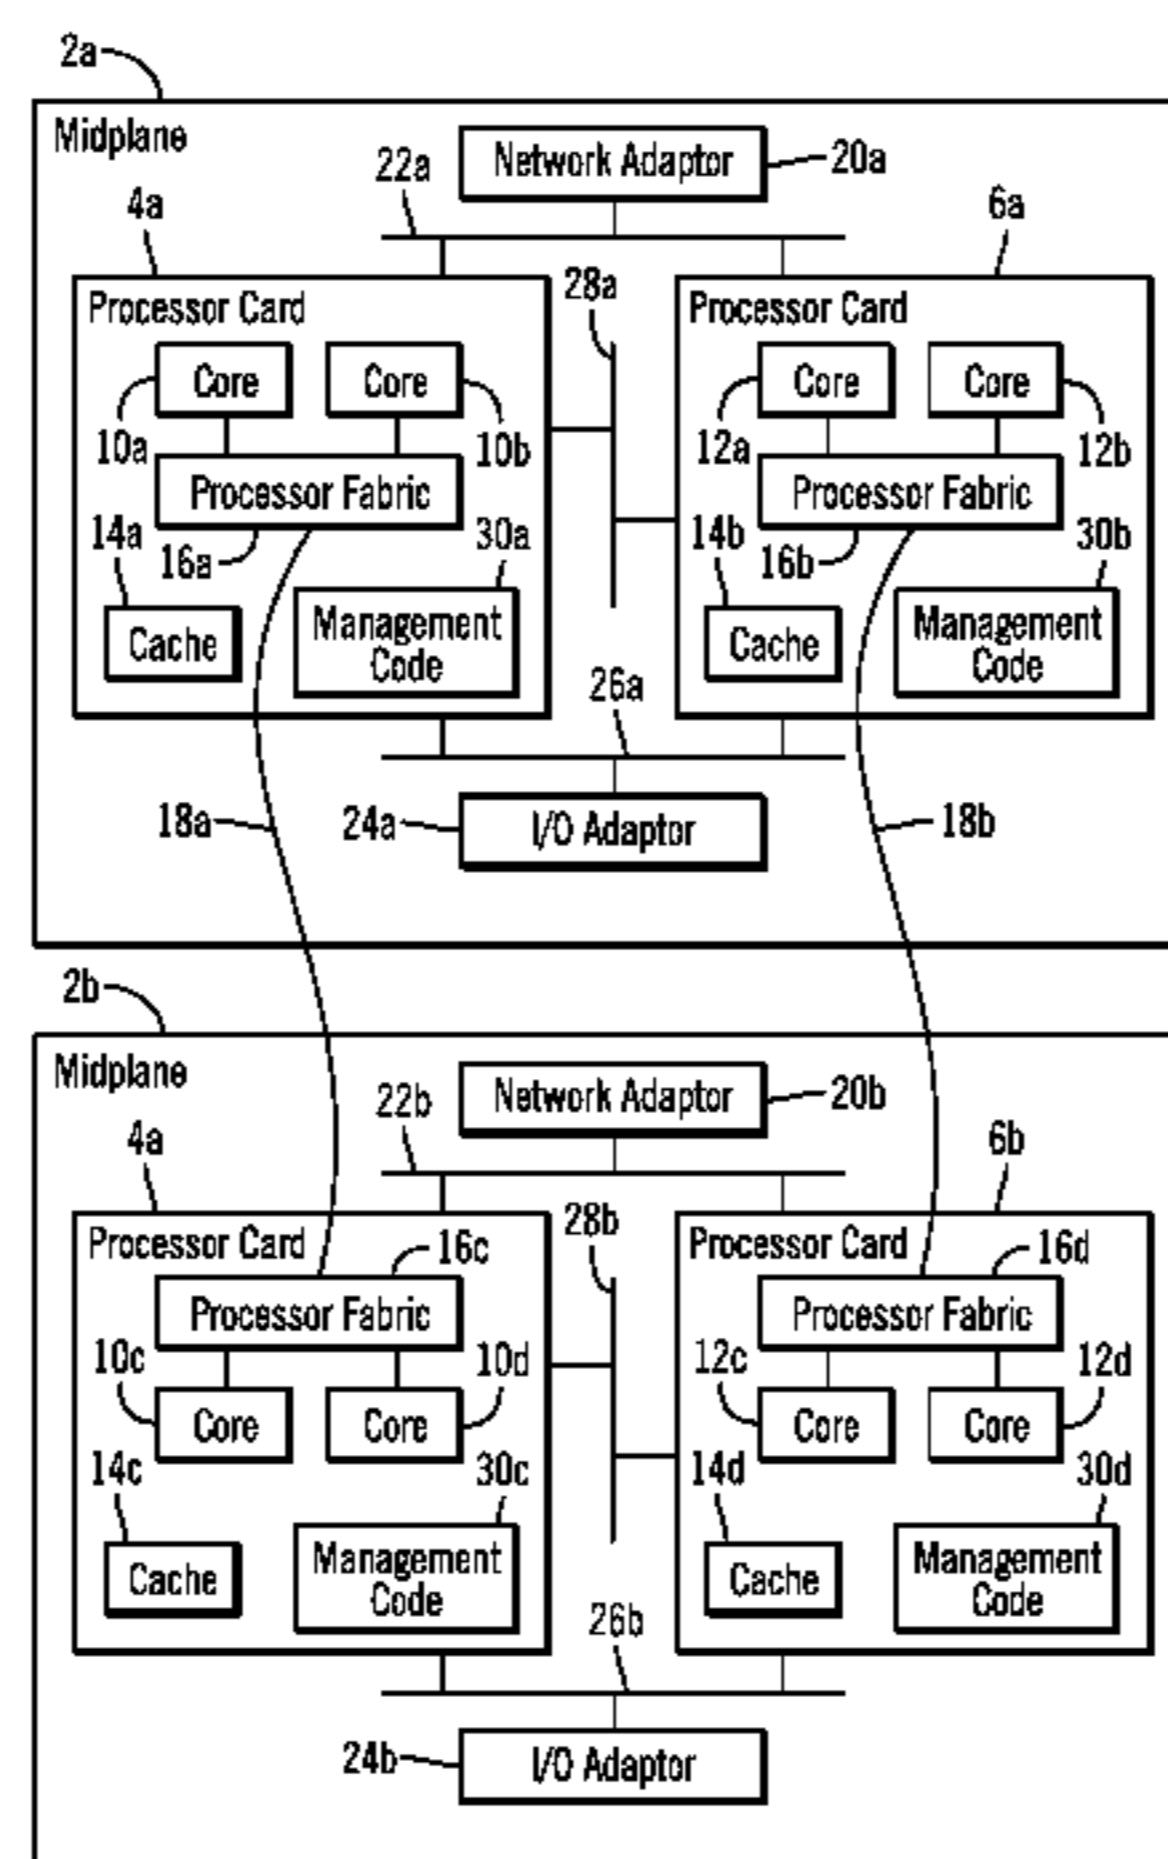 2a
Midplane
Network Adaptor
20a
22a
4a
6a
28a
Processor Card
Processor Card
Core
Core
Core
Core
10a
10b
12a
12b
Processor Fabric
Processor Fabric
14a
16a
30a
14b
16b
30b
Cache
Management
Code
Cache
Management
Code
26a
18a
24a
I/O Adaptor
18b
2b
Midplane
Network Adaptor
20b
22b
4a
6b
28b
Processor Card
16c
Processor Card
16d
Processor Fabric
Processor Fabric
10c
10d
12c
12d
Core
Core
Core
Core
14c
30c
14d
30d
Cache
Management
Code
Cache
Management
Code
26b
24b
I/O Adaptor